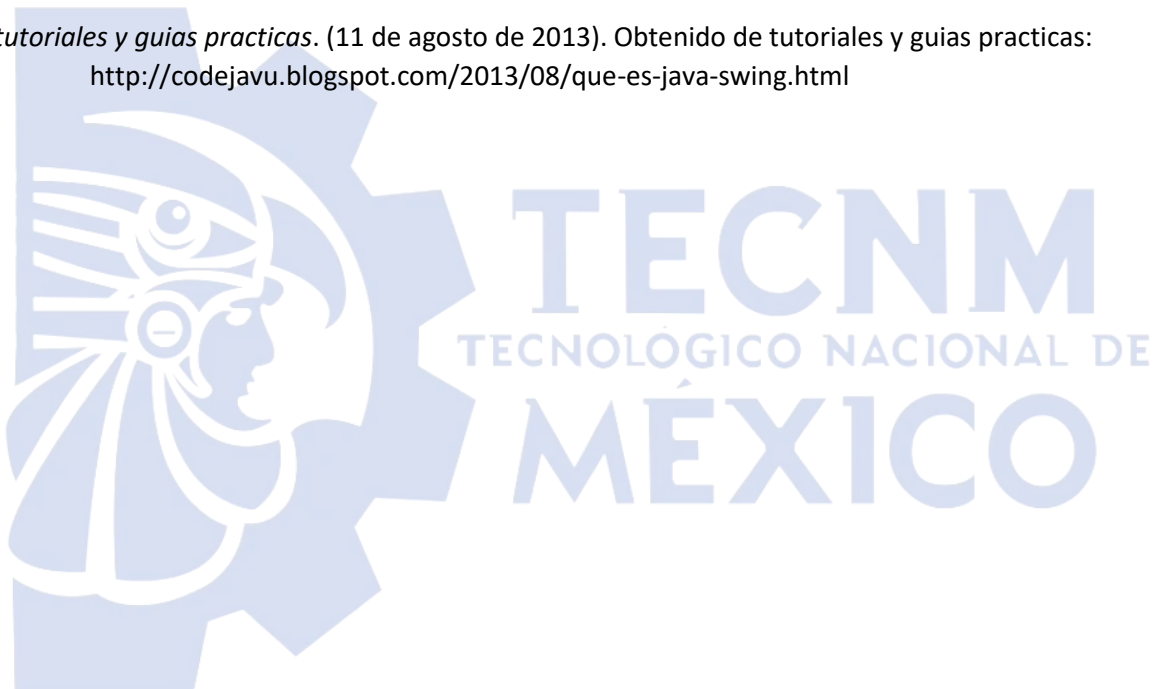 tutoriales y guias practicas. (11 de agosto de 2013). Obtenido de tutoriales y guias practicas:
http://codejavu.blogspot.com/2013/08/que-es-java-swing.html
TECNM
TECNOLÓGICO NACIONAL DE
MÉXICO